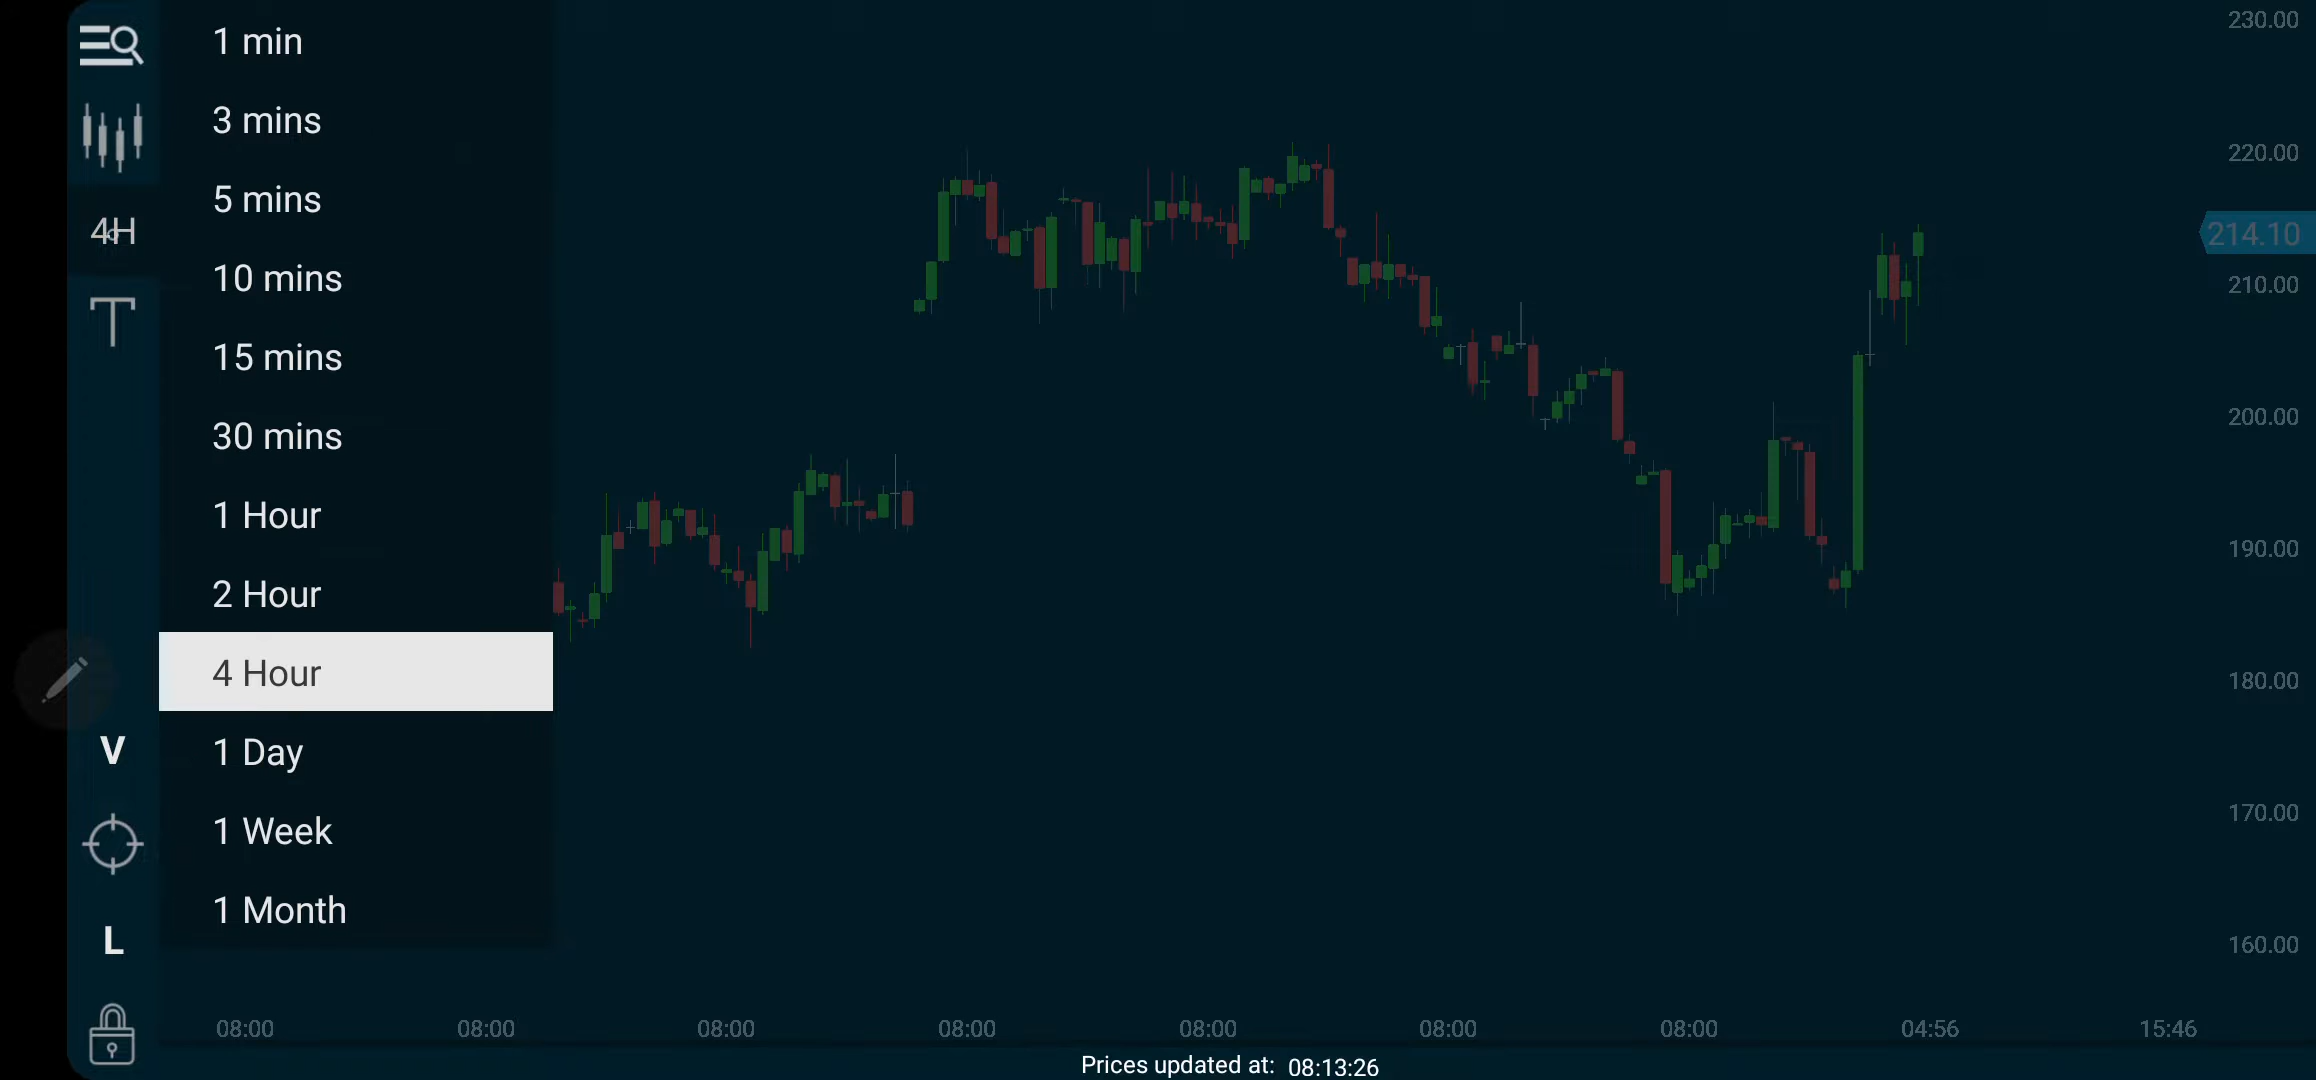 1 min
3 mins
5 mins
4H
10 mins
T
15 mins
30 mins
1 Hour
2 Hour
4 Hour
V
1 Day
1 Week
1 Month
L
230.00
220.00
214.10
210.00
200.00
190.00
180.00
170.00
160.00
08:00 08:00 08:00 08:00 08:00 08:00 08:00 04:56 15:46
Prices updated at: 08:13:26